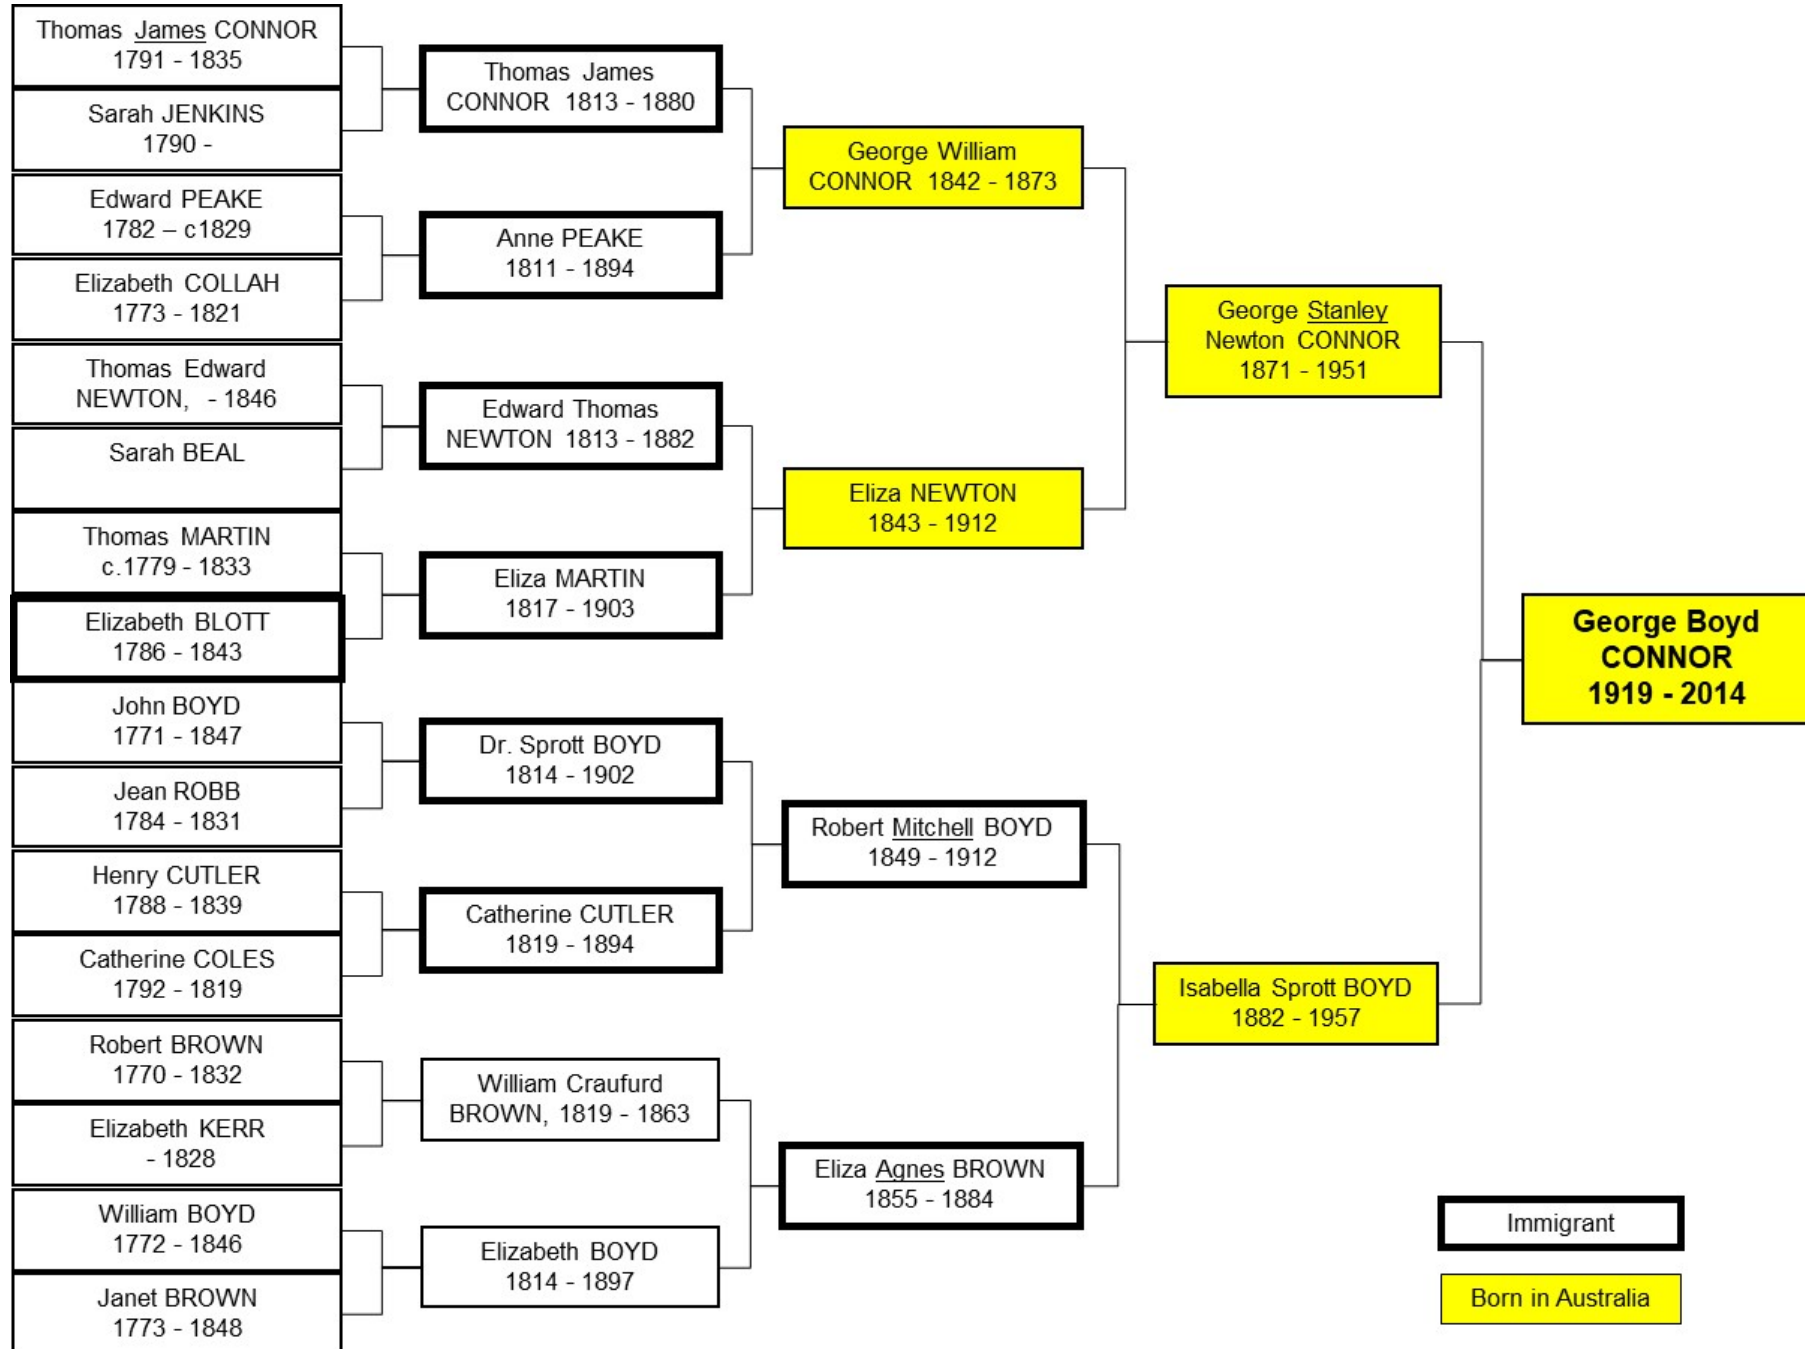 Thomas James CONNOR
1791 - 1835
Sarah JENKINS
1790 -
Edward PEAKE
1782 – c1829
Elizabeth COLLAH
1773 - 1821
Thomas Edward
NEWTON, - 1846
Sarah BEAL
Thomas MARTIN
c.1779 - 1833
Elizabeth BLOTT
1786 - 1843
John BOYD
1771 - 1847
Jean ROBB
1784 - 1831
Henry CUTLER
1788 - 1839
Catherine COLES
1792 - 1819
Robert BROWN
1770 - 1832
Elizabeth KERR
- 1828
William BOYD
1772 - 1846
Janet BROWN
1773 - 1848
Thomas James
CONNOR 1813 - 1880
Anne PEAKE
1811 - 1894
Edward Thomas
NEWTON 1813 - 1882
Eliza MARTIN
1817 - 1903
Dr. Sprott BOYD
1814 - 1902
Catherine CUTLER
1819 - 1894
William Craufurd
BROWN, 1819 - 1863
Elizabeth BOYD
1814 - 1897
George William
CONNOR 1842 - 1873
Eliza NEWTON
1843 - 1912
Robert Mitchell BOYD
1849 - 1912
Eliza Agnes BROWN
1855 - 1884
George Stanley
Newton CONNOR
1871 - 1951
Isabella Sprott BOYD
1882 - 1957
George Boyd
CONNOR
1919 - 2014
Immigrant
Born in Australia